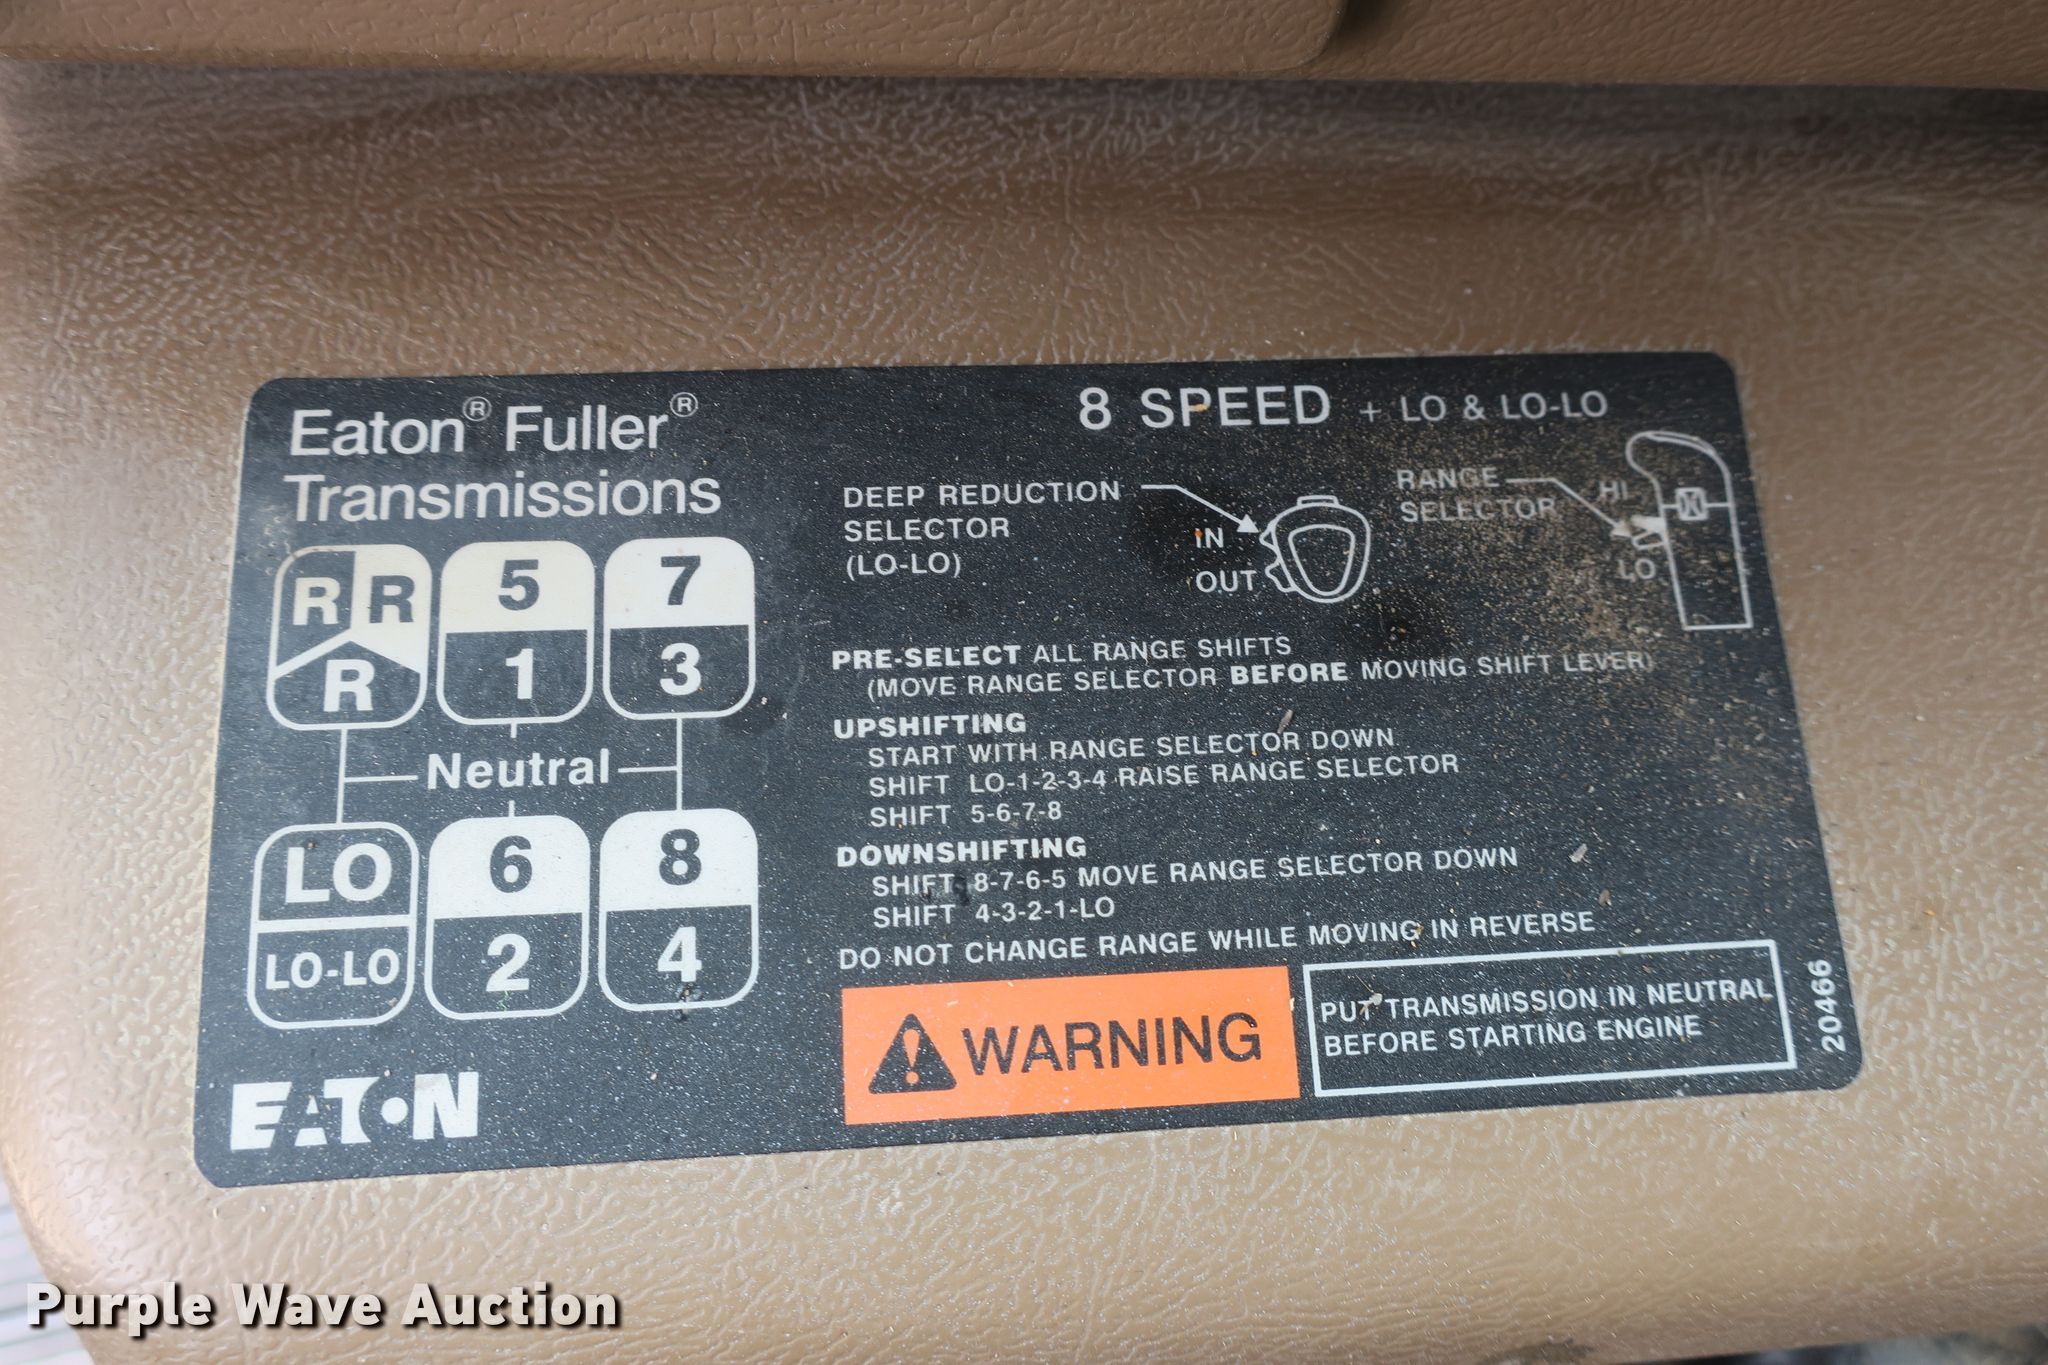 Eaton® Fuller®
Transmissions
8 SPEED + LO & LO-LO
DEEP REDUCTION
SELECTOR
(LO-LO)
IN
OUT
RANGE
SELECTOR
HI
LO
R R 5 7
R 1 3
Neutral
LO 6 8
LO-LO 2 4
PRE-SELECT ALL RANGE SHIFTS
(MOVE RANGE SELECTOR BEFORE MOVING SHIFT LEVER)
UPSHIFTING
START WITH RANGE SELECTOR DOWN
SHIFT LO-1-2-3-4 RAISE RANGE SELECTOR
SHIFT 5-6-7-8
DOWNSHIFTING
SHIFT 8-7-6-5 MOVE RANGE SELECTOR DOWN
SHIFT 4-3-2-1-LO
DO NOT CHANGE RANGE WHILE MOVING IN REVERSE
WARNING
PUT TRANSMISSION IN NEUTRAL
BEFORE STARTING ENGINE
20466
EATON
Purple Wave Auction